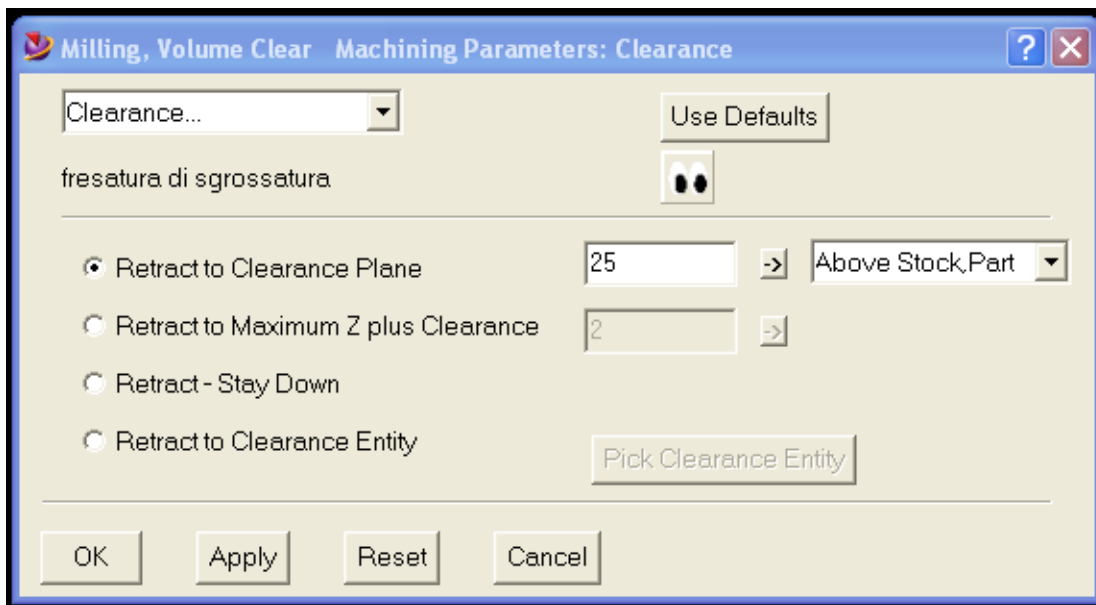 Milling, Volume Clear   Machining Parameters: Clearance
Clearance...
Use Defaults
fresatura di sgrossatura
Retract to Clearance Plane
25
->
Above Stock,Part
Retract to Maximum Z plus Clearance
2
->
Retract - Stay Down
Retract to Clearance Entity
Pick Clearance Entity
OK
Apply
Reset
Cancel